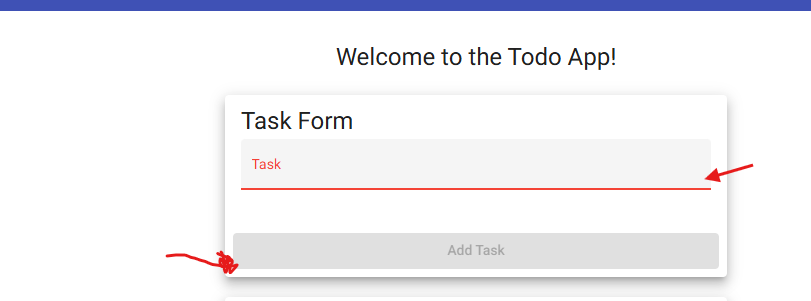 Welcome to the Todo App!
Task Form
Task
Add Task